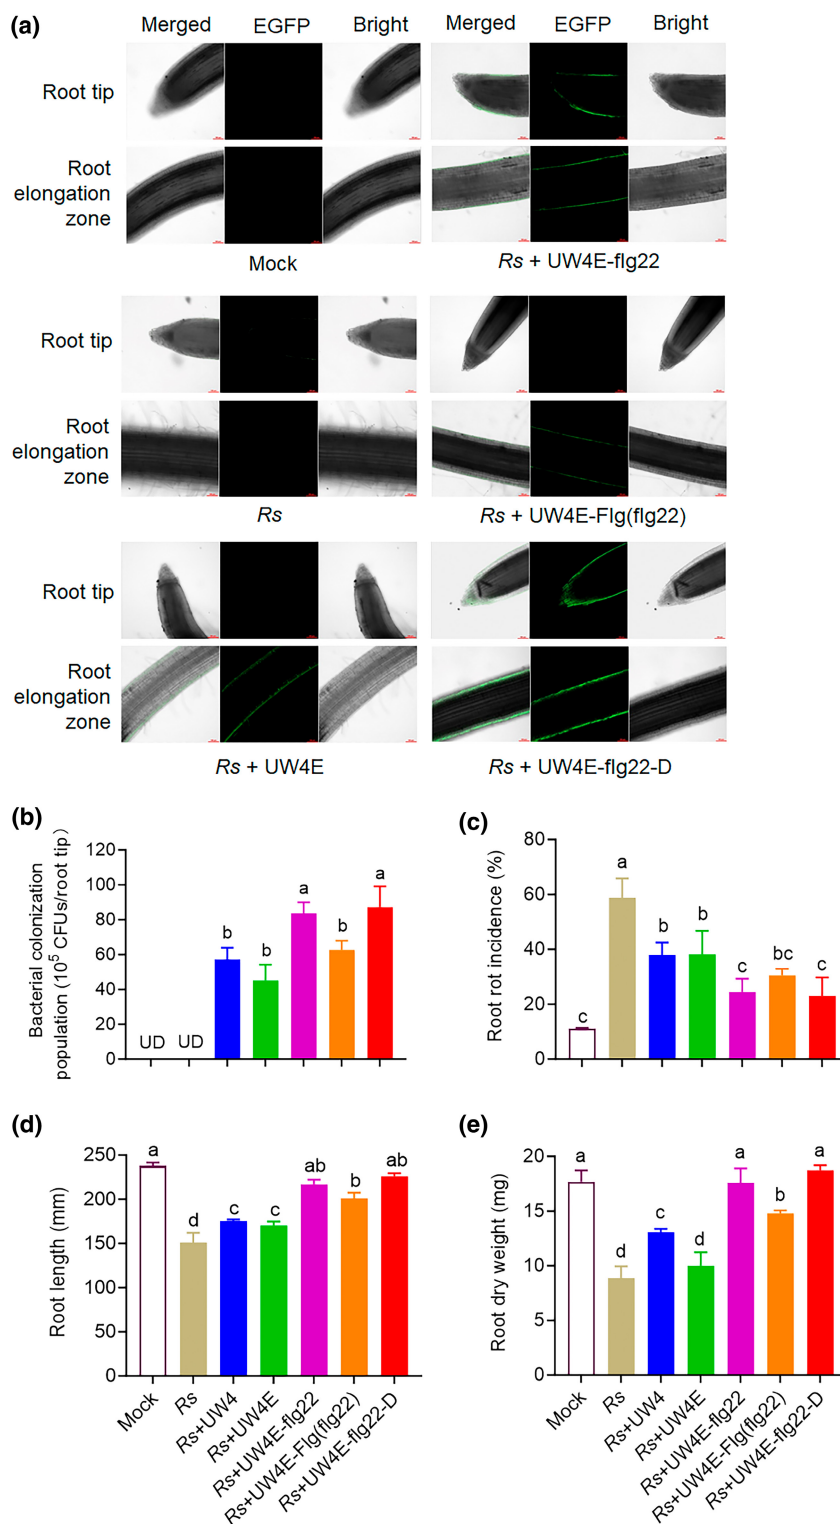 (a)
Merged EGFP Bright Merged EGFP Bright
Root tip
Root
elongation
zone
Mock Rs + UW4E-flg22
Root tip
Root
elongation
zone
Rs Rs + UW4E-Flg(flg22)
Root tip
Root
elongation
zone
Rs + UW4E Rs + UW4E-flg22-D
(b)
Bacterial colonization
population (10⁵ CFUs/root tip)
120
100
80
60
40
20
0
UD UD b b a b a
(c)
Root rot incidence (%)
80
60
40
20
0
c a b b c bc c
(d)
Root length (mm)
250
200
150
100
50
0
a d c c ab b ab
Mock
Rs
Rs+UW4
Rs+UW4E
Rs+UW4E-flg22
Rs+UW4E-Flg(flg22)
Rs+UW4E-flg22-D
(e)
Root dry weight (mg)
20
15
10
5
0
a d c d a b a
Mock
Rs
Rs+UW4
Rs+UW4E
Rs+UW4E-flg22
Rs+UW4E-Flg(flg22)
Rs+UW4E-flg22-D